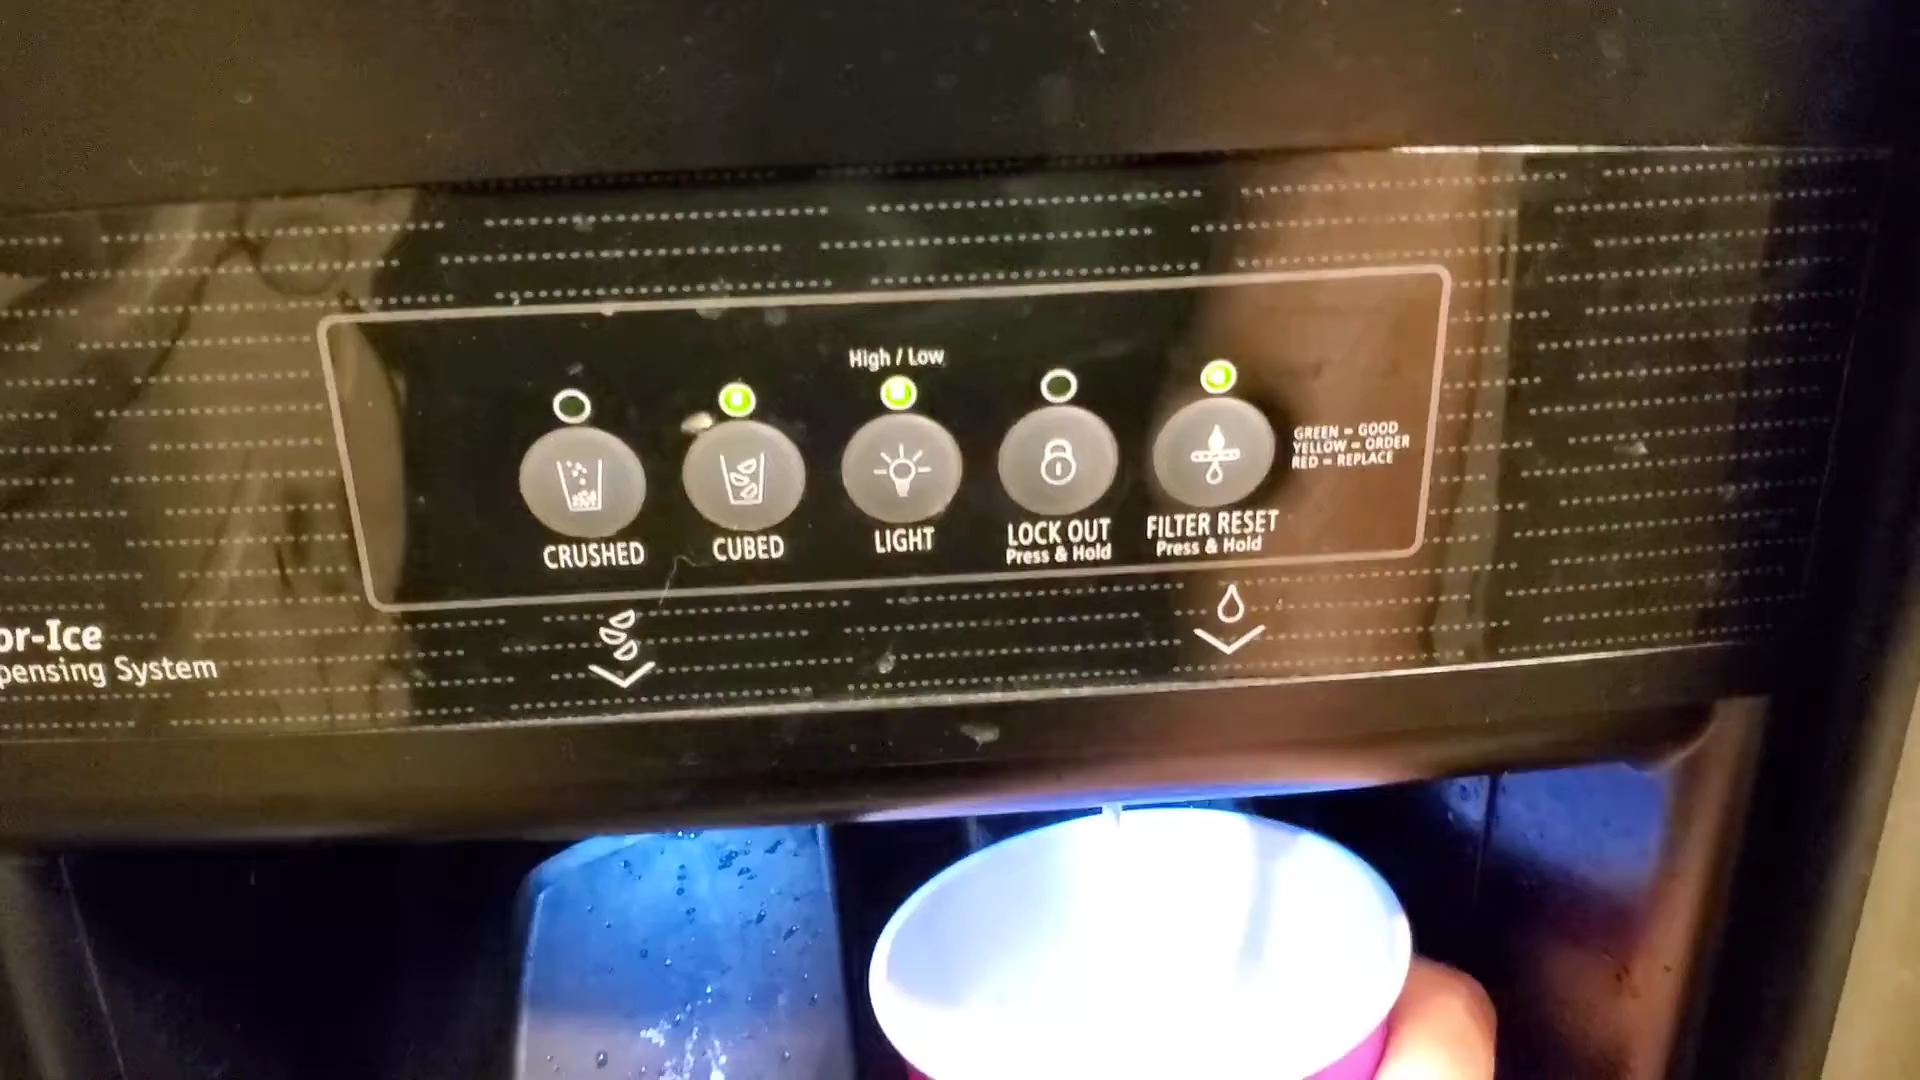 High / Low
CRUSHED
CUBED
LIGHT
LOCK OUT
Press & Hold
FILTER RESET
Press & Hold
GREEN = GOOD
YELLOW = ORDER
RED = REPLACE
or-Ice
pensing System